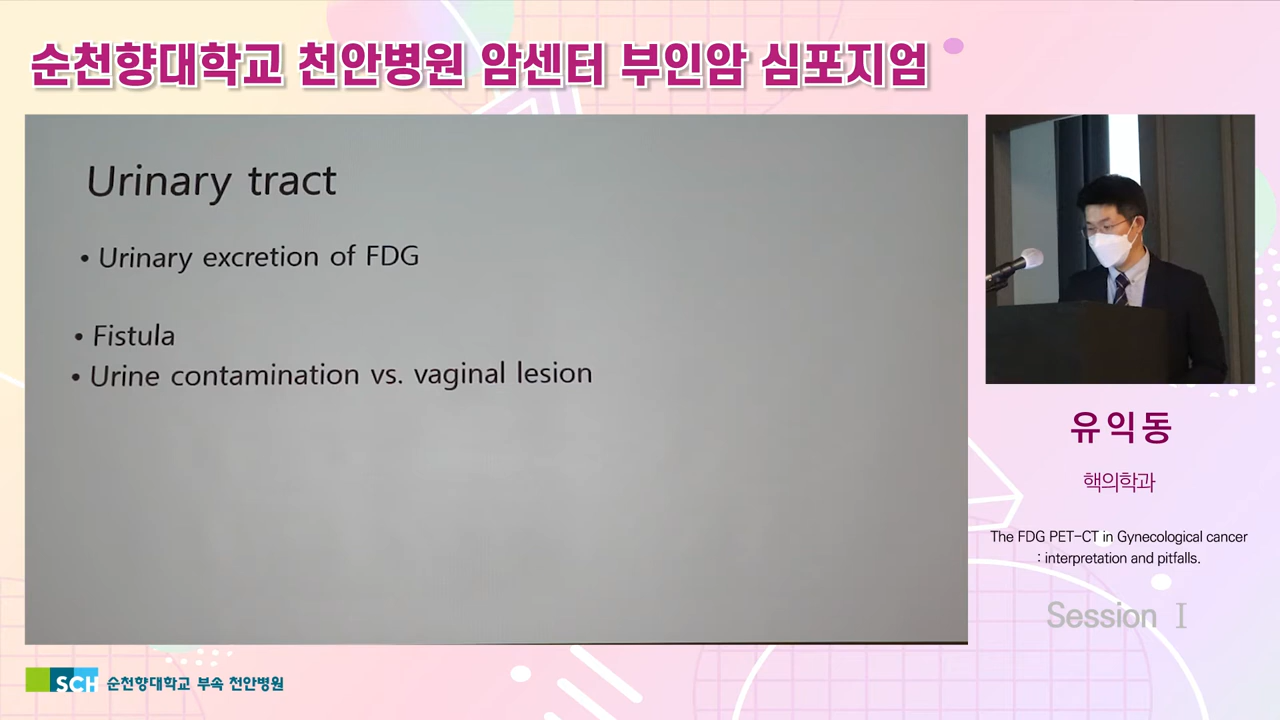 순천향대학교 천안병원 암센터 부인암 심포지엄
Urinary tract
• Urinary excretion of FDG
• Fistula
• Urine contamination vs. vaginal lesion
유익동
핵의학과
The FDG PET-CT in Gynecological cancer
: interpretation and pitfalls.
Session Ⅰ
SCH 순천향대학교 부속 천안병원